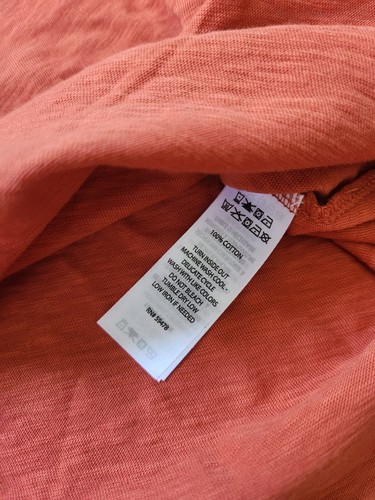 100% COTTON
TURN INSIDE OUT
MACHINE WASH COOL -
DELICATE CYCLE
WASH WITH LIKE COLORS
DO NOT BLEACH
TUMBLE DRY LOW
LOW IRON IF NEEDED
RN# 59478